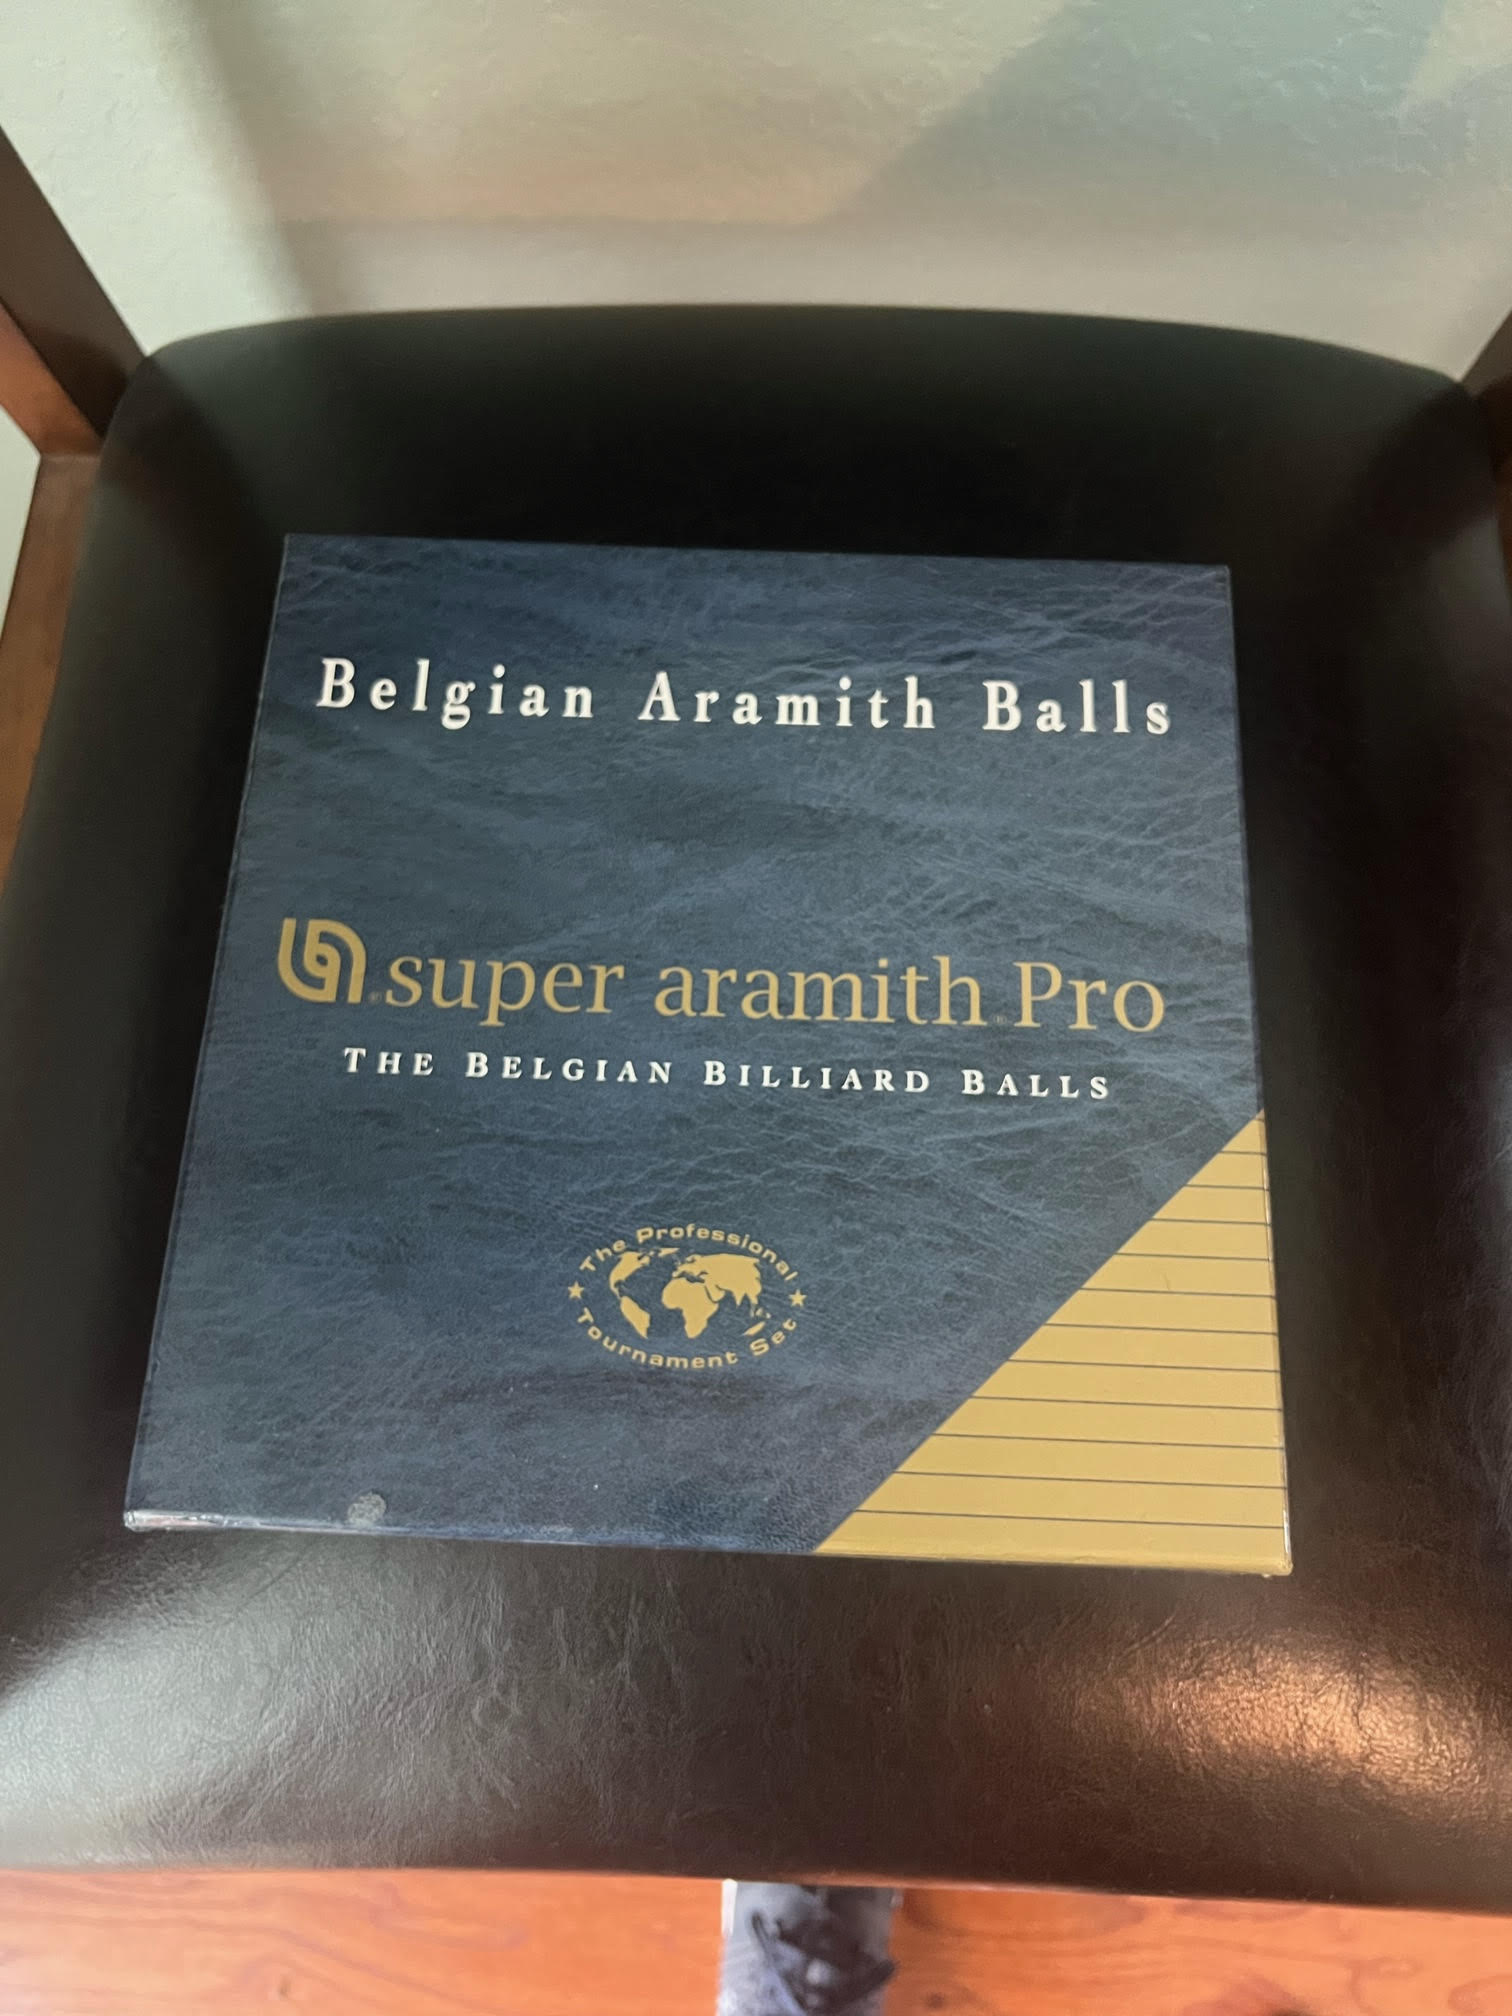 Belgian Aramith Balls
super aramith Pro
THE BELGIAN BILLIARD BALLS
The Professional
Tournament Set